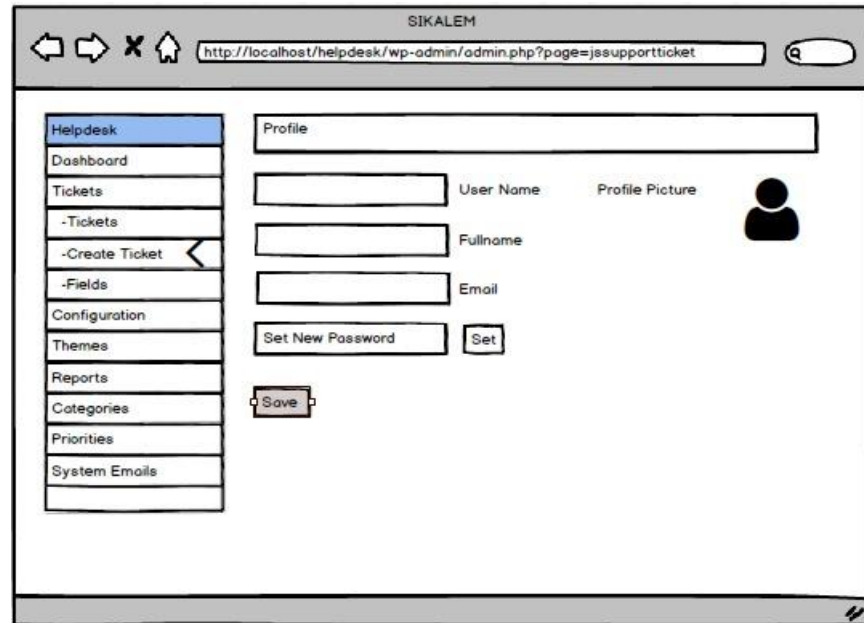 SIKALEM
http://localhost/helpdesk/wp-admin/admin.php?page=jssupportticket
Helpdesk
Dashboard
Tickets
-Tickets
-Create Ticket
-Fields
Configuration
Themes
Reports
Categories
Priorities
System Emails
Profile
User Name
Profile Picture
Fullname
Email
Set New Password
Set
Save